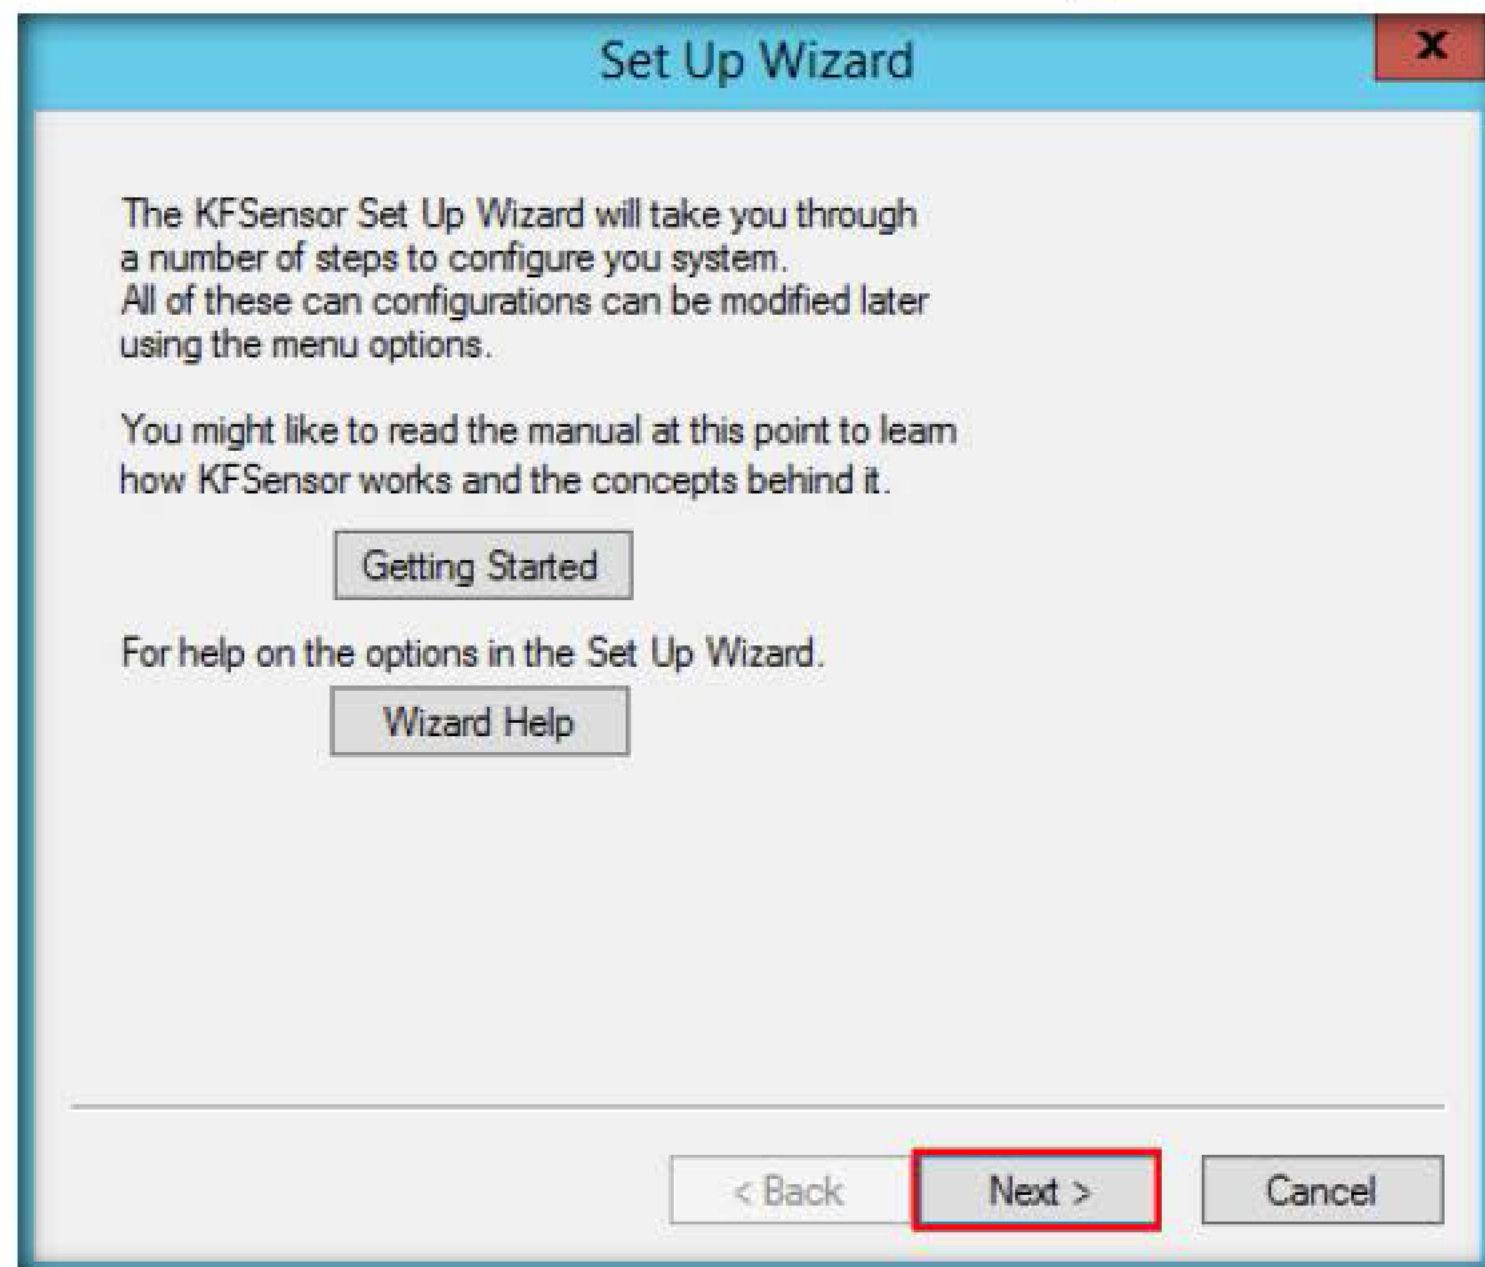 Set Up Wizard
x
The KFSensor Set Up Wizard will take you through
a number of steps to configure you system.
All of these can configurations can be modified later
using the menu options.
You might like to read the manual at this point to learn
how KFSensor works and the concepts behind it.
Getting Started
For help on the options in the Set Up Wizard.
Wizard Help
< Back
Next >
Cancel